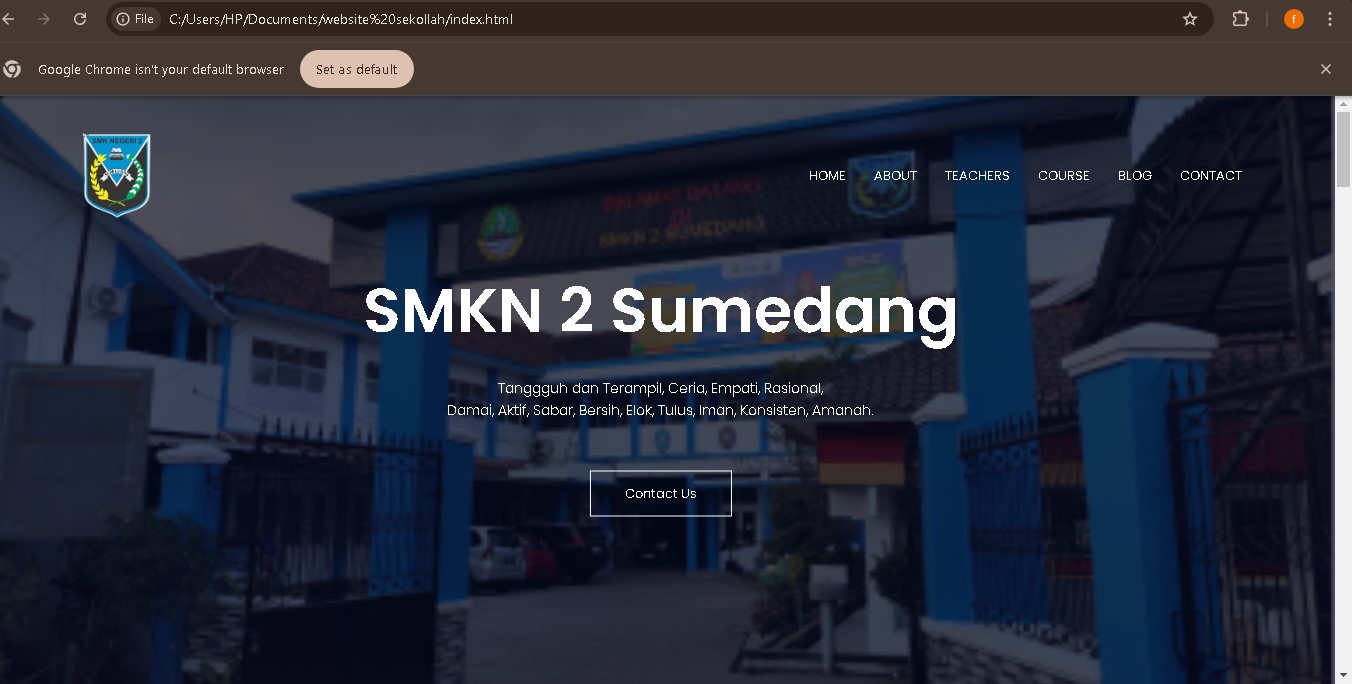 File
C:/Users/HP/Documents/website%20sekollah/index.html
f
Google Chrome isn't your default browser
Set as default
SMK NEGERI 2
HOME
ABOUT
TEACHERS
COURSE
BLOG
CONTACT
SELAMAT DATANG
DI
SMKN 2 SUMEDANG
SMKN 2 Sumedang
Tanggguh dan Terampil, Ceria, Empati, Rasional,
Damai, Aktif, Sabar, Bersih, Elok, Tulus, Iman, Konsisten, Amanah.
Contact Us